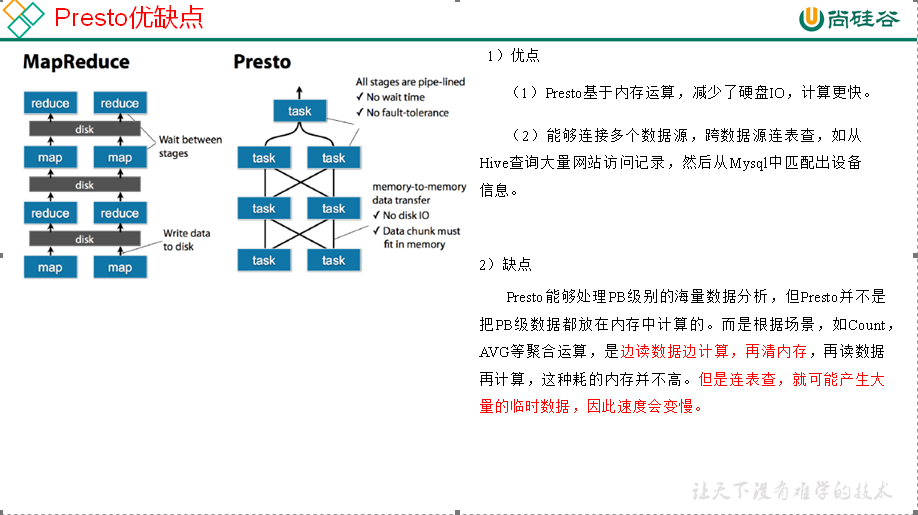 Presto优缺点
尚硅谷
MapReduce
reduce reduce
disk
map map
disk
reduce reduce
disk
map map
Wait between
stages
Write data
to disk
Presto
All stages are pipe-lined
✓ No wait time
✓ No fault-tolerance
task
task task
task task
task task
memory-to-memory
data transfer
✓ No disk IO
✓ Data chunk must
fit in memory
1）优点
（1）Presto基于内存运算，减少了硬盘IO，计算更快。
（2）能够连接多个数据源，跨数据源连表查，如从
Hive查询大量网站访问记录，然后从Mysql中匹配出设备
信息。
2）缺点
Presto能够处理PB级别的海量数据分析，但Presto并不是
把PB级数据都放在内存中计算的。而是根据场景，如Count，
AVG等聚合运算，是边读数据边计算，再清内存，再读数据
再计算，这种耗的内存并不高。但是连表查，就可能产生大
量的临时数据，因此速度会变慢。
让天下没有难学的技术